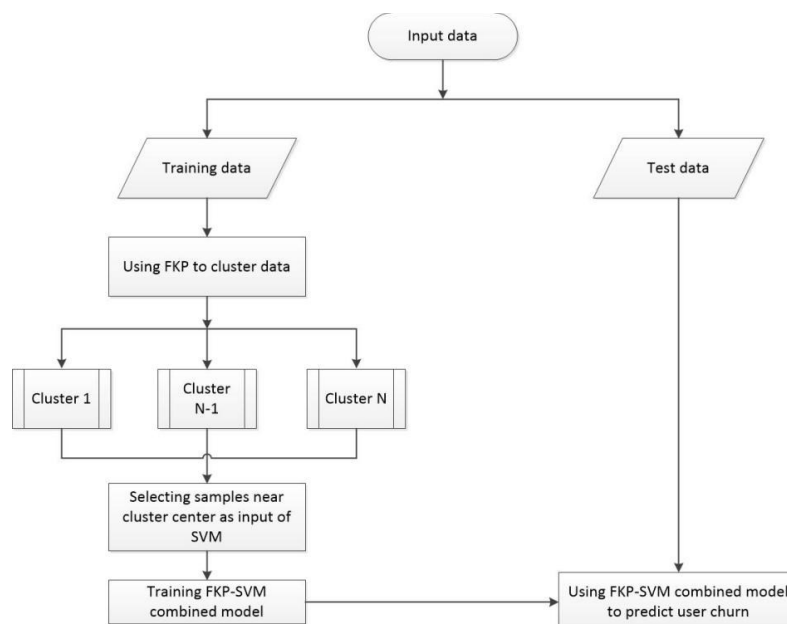 Input data
Training data
Test data
Using FKP to cluster data
Cluster 1
Cluster
N-1
Cluster N
Selecting samples near
cluster center as input of
SVM
Training FKP-SVM
combined model
Using FKP-SVM combined model
to predict user churn